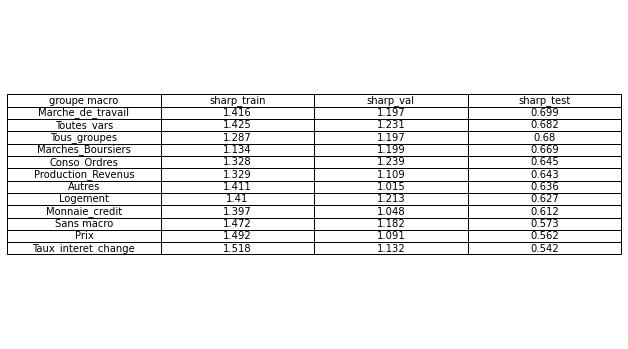 groupe macro sharp_train sharp_val sharp_test
Marche_de_travail 1.416 1.197 0.699
Toutes_vars 1.425 1.231 0.682
Tous_groupes 1.287 1.197 0.68
Marches_Boursiers 1.134 1.199 0.669
Conso_Ordres 1.328 1.239 0.645
Production_Revenus 1.329 1.109 0.643
Autres 1.411 1.015 0.636
Logement 1.41 1.213 0.627
Monnaie_credit 1.397 1.048 0.612
Sans macro 1.472 1.182 0.573
Prix 1.492 1.091 0.562
Taux_interet_change 1.518 1.132 0.542